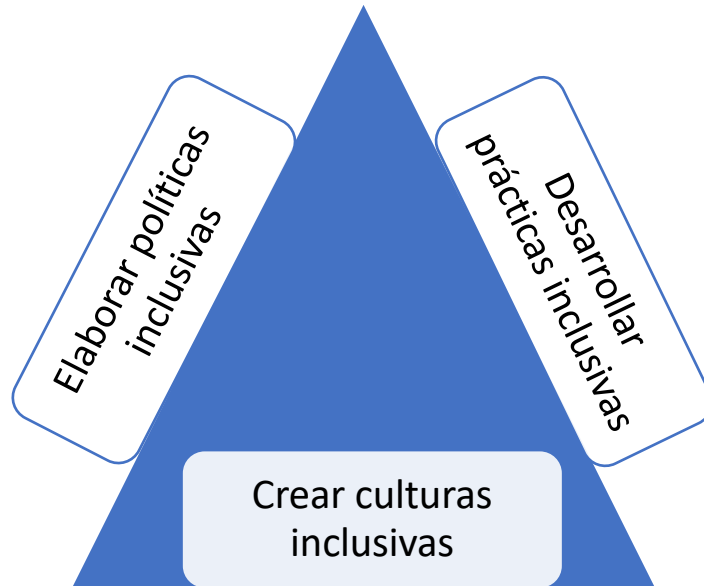 Elaborar políticas
inclusivas
Desarrollar
prácticas inclusivas
Crear culturas
inclusivas